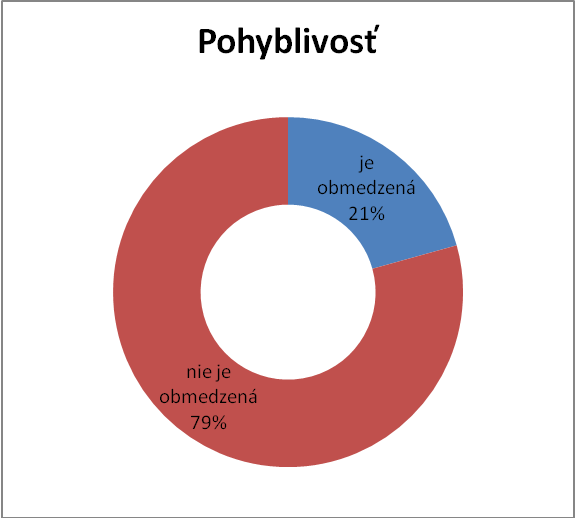 Pohyblivosť
je
obmedzená
21%
nie je
obmedzená
79%